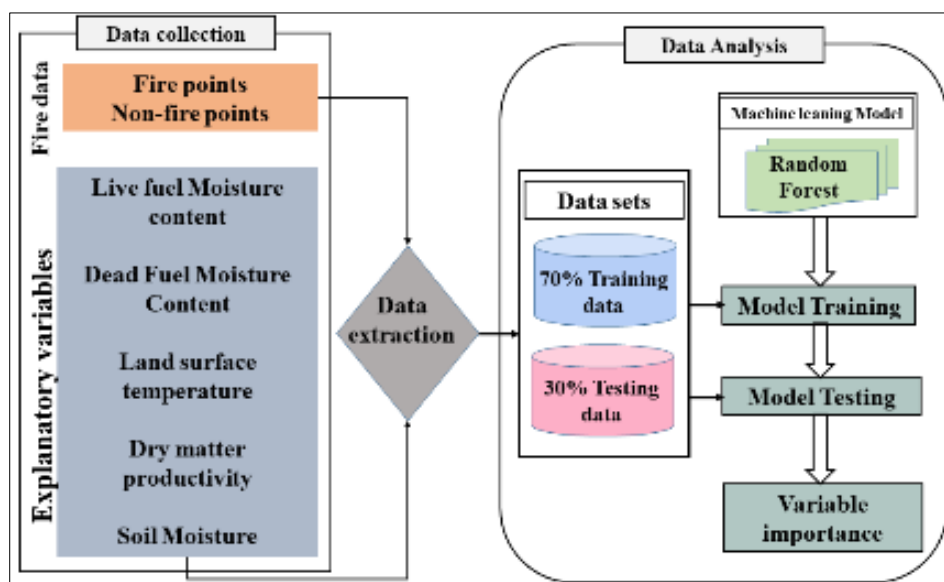 Data collection
Fire data
Fire points
Non-fire points
Explanatory variables
Live fuel Moisture
content
Dead Fuel Moisture
Content
Land surface
temperature
Dry matter
productivity
Soil Moisture
Data
extraction
Data Analysis
Data sets
70% Training
data
30% Testing
data
Machine leaning Model
Random
Forest
Model Training
Model Testing
Variable
importance